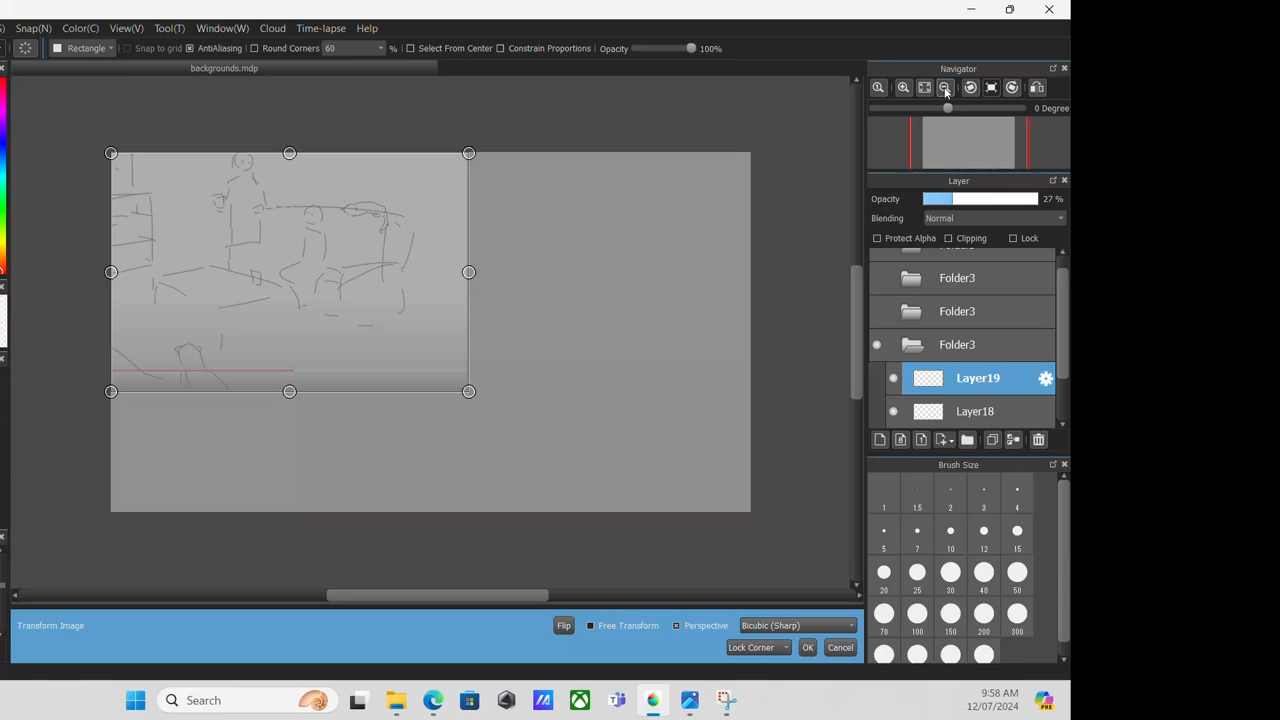 Snap(N) Color(C) View(V) Tool(T) Window(W) Cloud Time-lapse Help
Rectangle Snap to grid AntiAliasing Round Corners 60 % Select From Center Constrain Proportions Opacity 100%
backgrounds.mdp
Navigator
0 Degree
Layer
Opacity 27 %
Blending Normal
Protect Alpha Clipping Lock
Folder3
Folder3
Folder3
Layer19
Layer18
Brush Size
1 1.5 2 3 4
5 7 10 12 15
20 25 30 40 50
70 100 150 200 300
Transform Image Flip Free Transform Perspective Bicubic (Sharp)
Lock Corner OK Cancel
Search
9:58 AM
12/07/2024
PRE